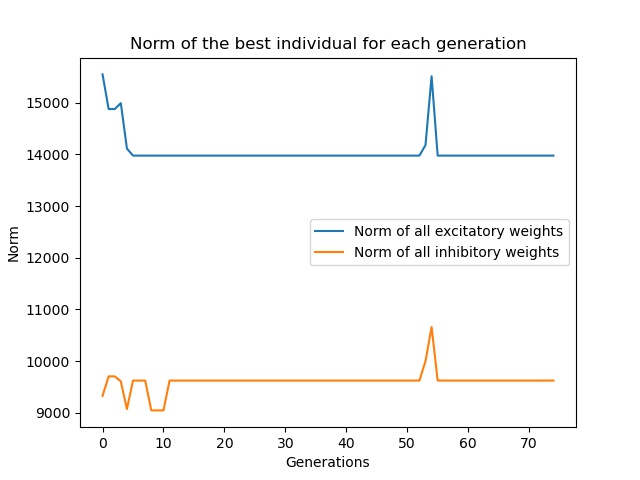 Norm of the best individual for each generation
15000
14000
13000
12000
11000
10000
9000
Norm
Norm of all excitatory weights
Norm of all inhibitory weights
0 10 20 30 40 50 60 70
Generations